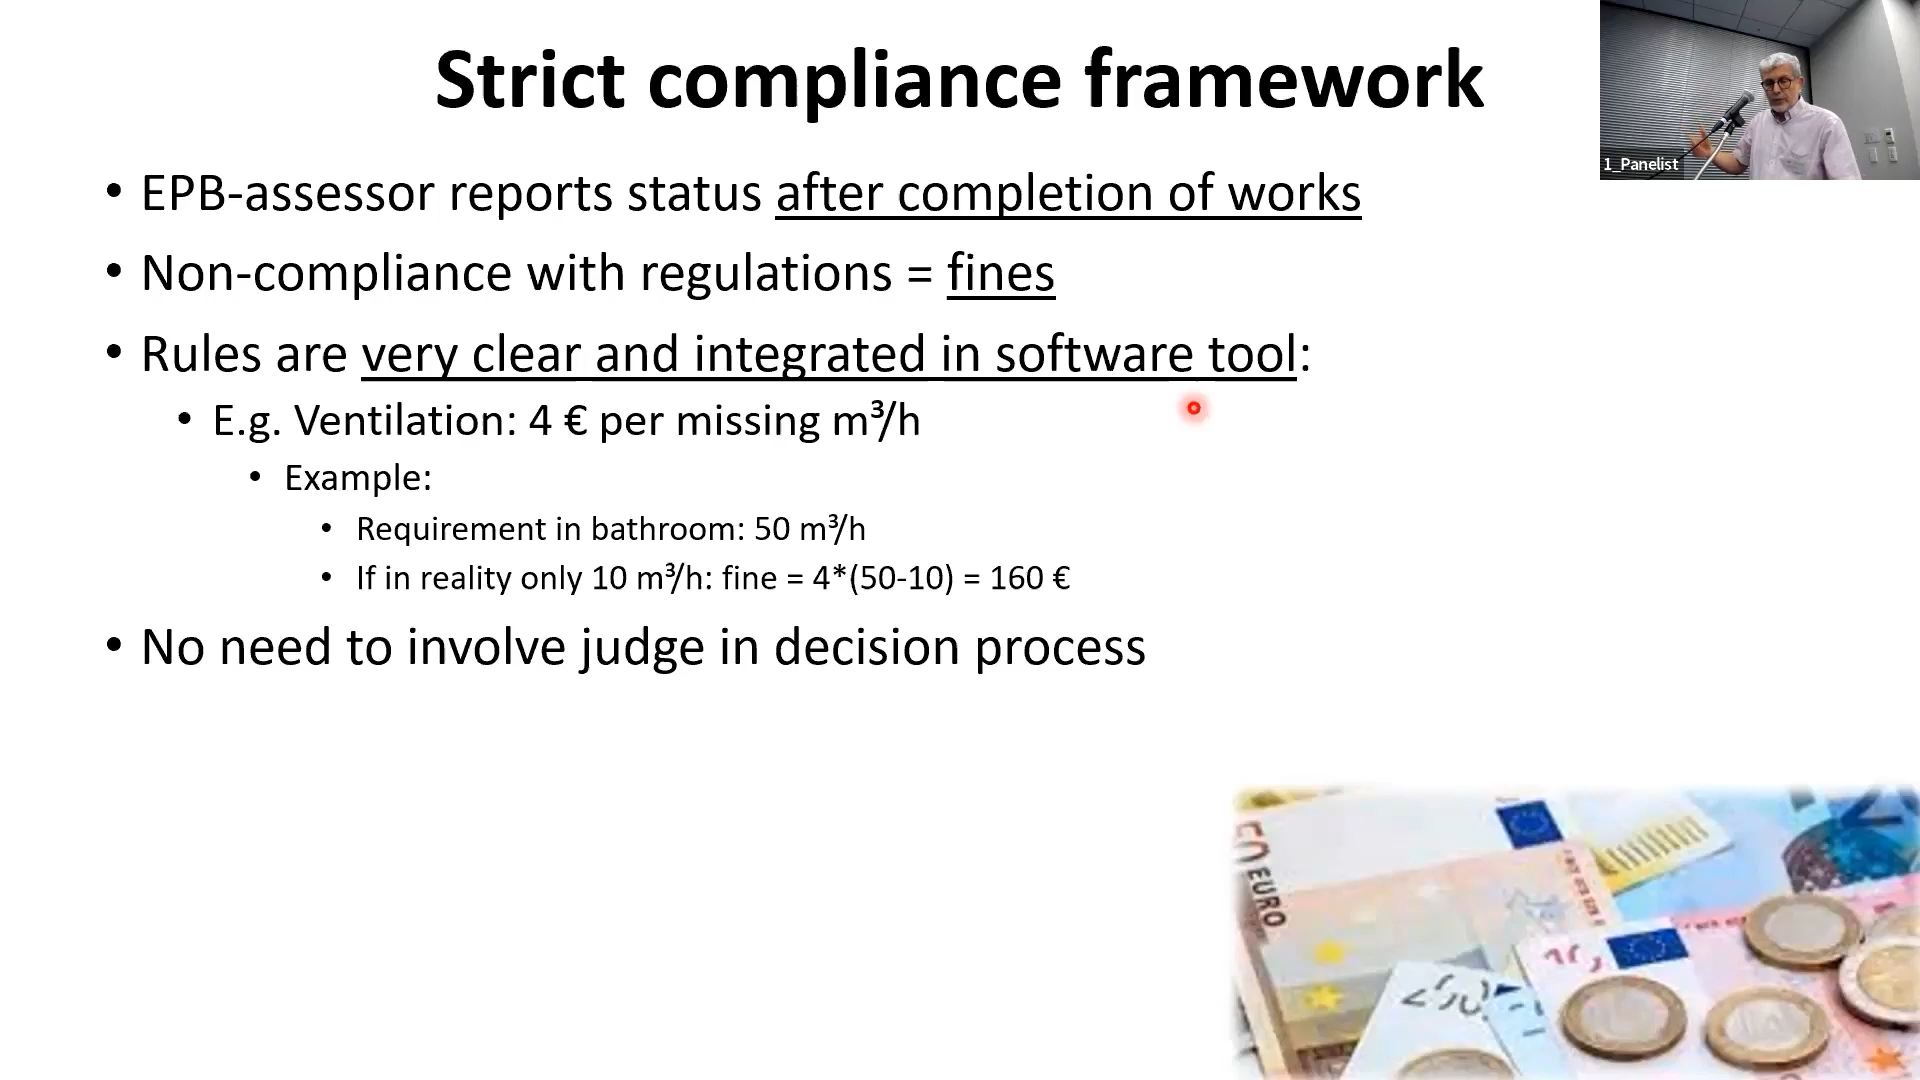 Strict compliance framework
1_Panelist
• EPB-assessor reports status after completion of works
• Non-compliance with regulations = fines
• Rules are very clear and integrated in software tool:
• E.g. Ventilation: 4 € per missing m³/h
• Example:
• Requirement in bathroom: 50 m³/h
• If in reality only 10 m³/h: fine = 4*(50-10) = 160 €
• No need to involve judge in decision process
50 EURO